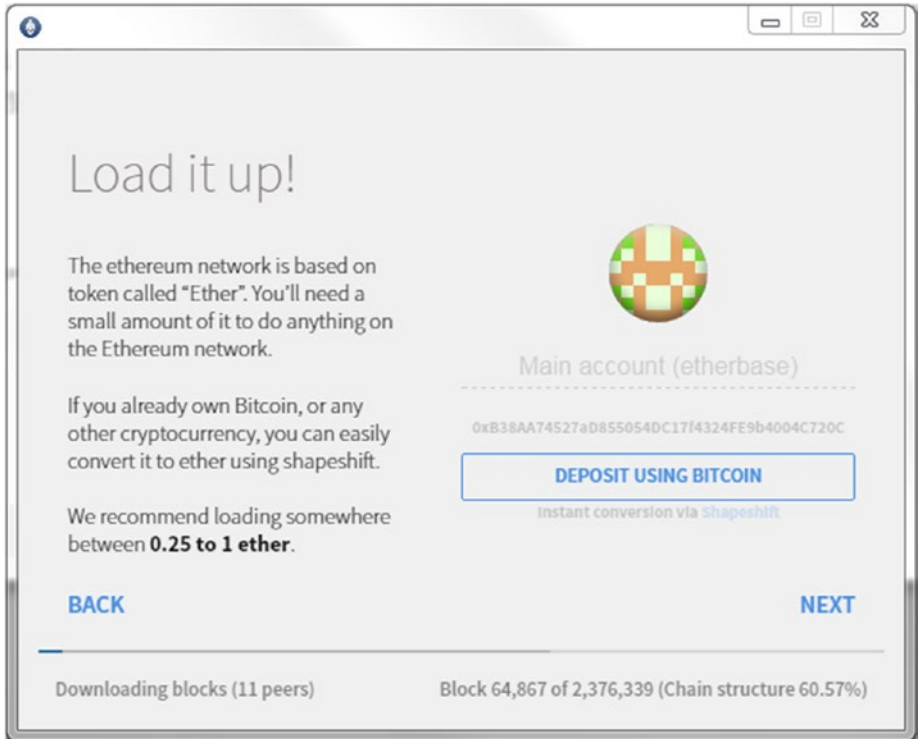 Load it up!
The ethereum network is based on
token called “Ether”. You’ll need a
small amount of it to do anything on
the Ethereum network.
If you already own Bitcoin, or any
other cryptocurrency, you can easily
convert it to ether using shapeshift.
We recommend loading somewhere
between 0.25 to 1 ether.
Main account (etherbase)
0xB38AA74527aD855054DC17f4324FE9b4004C720C
DEPOSIT USING BITCOIN
Instant conversion via Shapeshift
BACK
NEXT
Downloading blocks (11 peers)
Block 64,867 of 2,376,339 (Chain structure 60.57%)